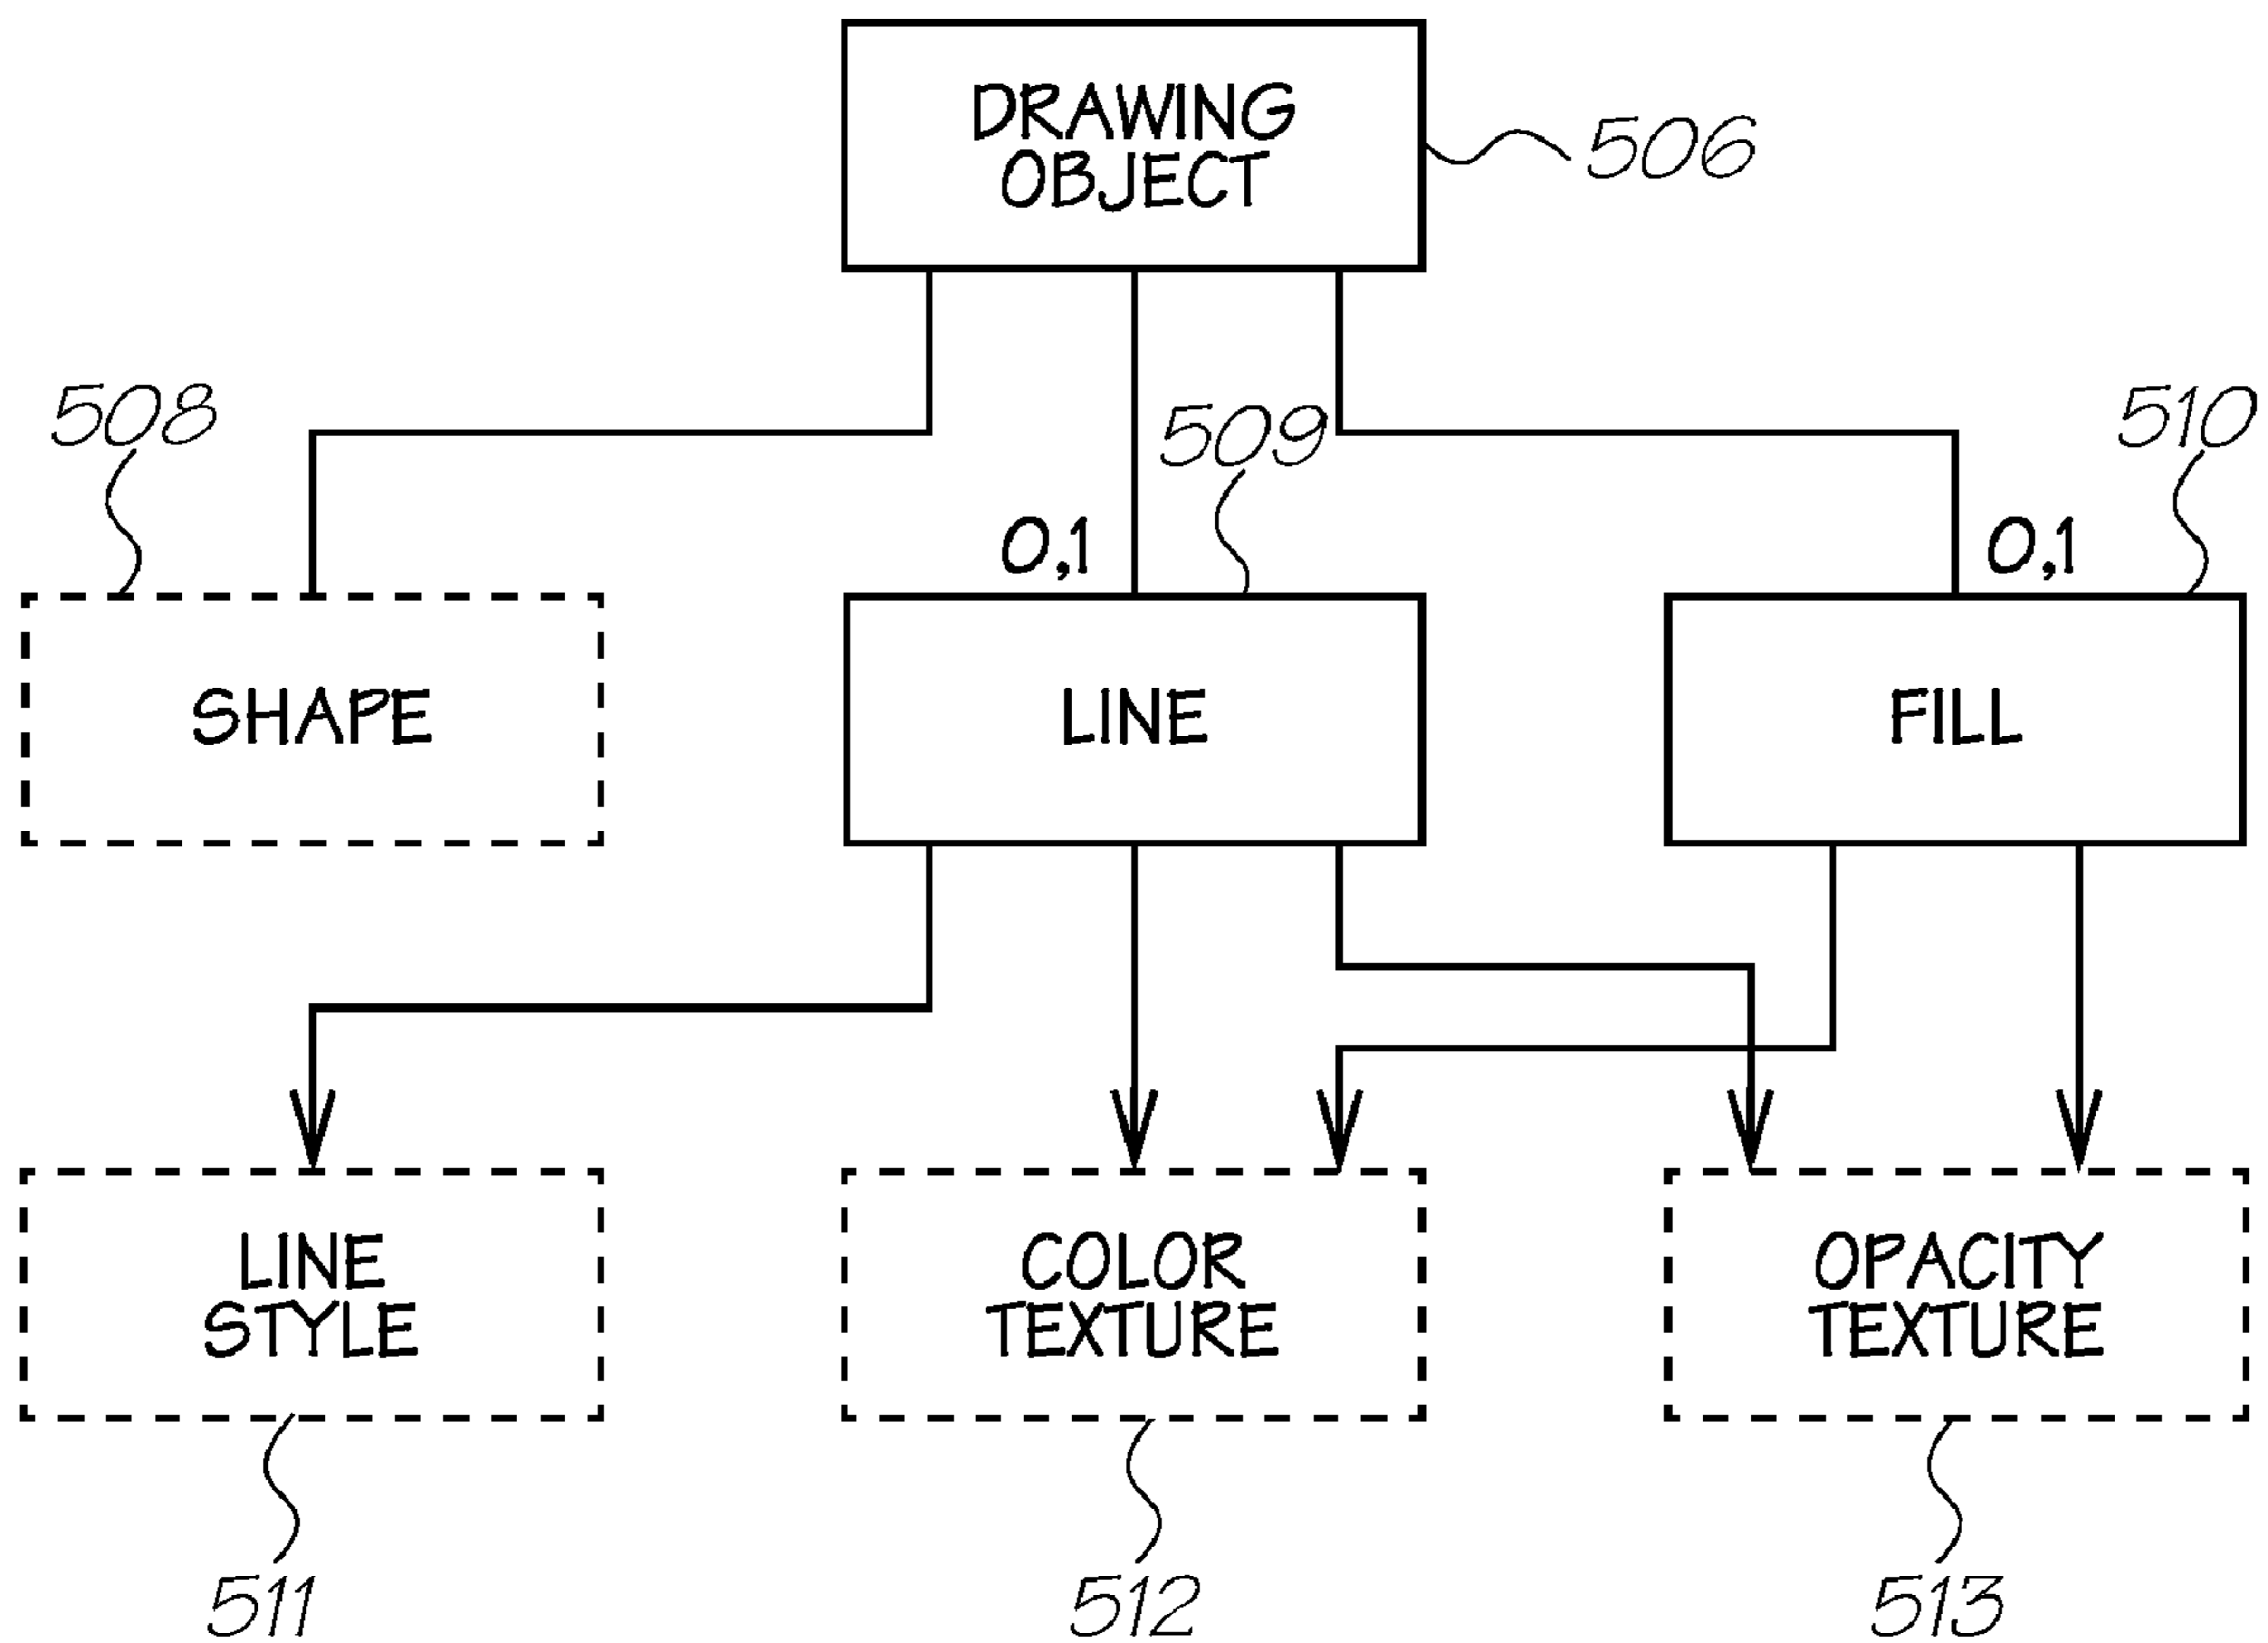 DRAWING
OBJECT
506
508
509
510
0,1
0,1
SHAPE
LINE
FILL
LINE
STYLE
COLOR
TEXTURE
OPACITY
TEXTURE
511
512
513